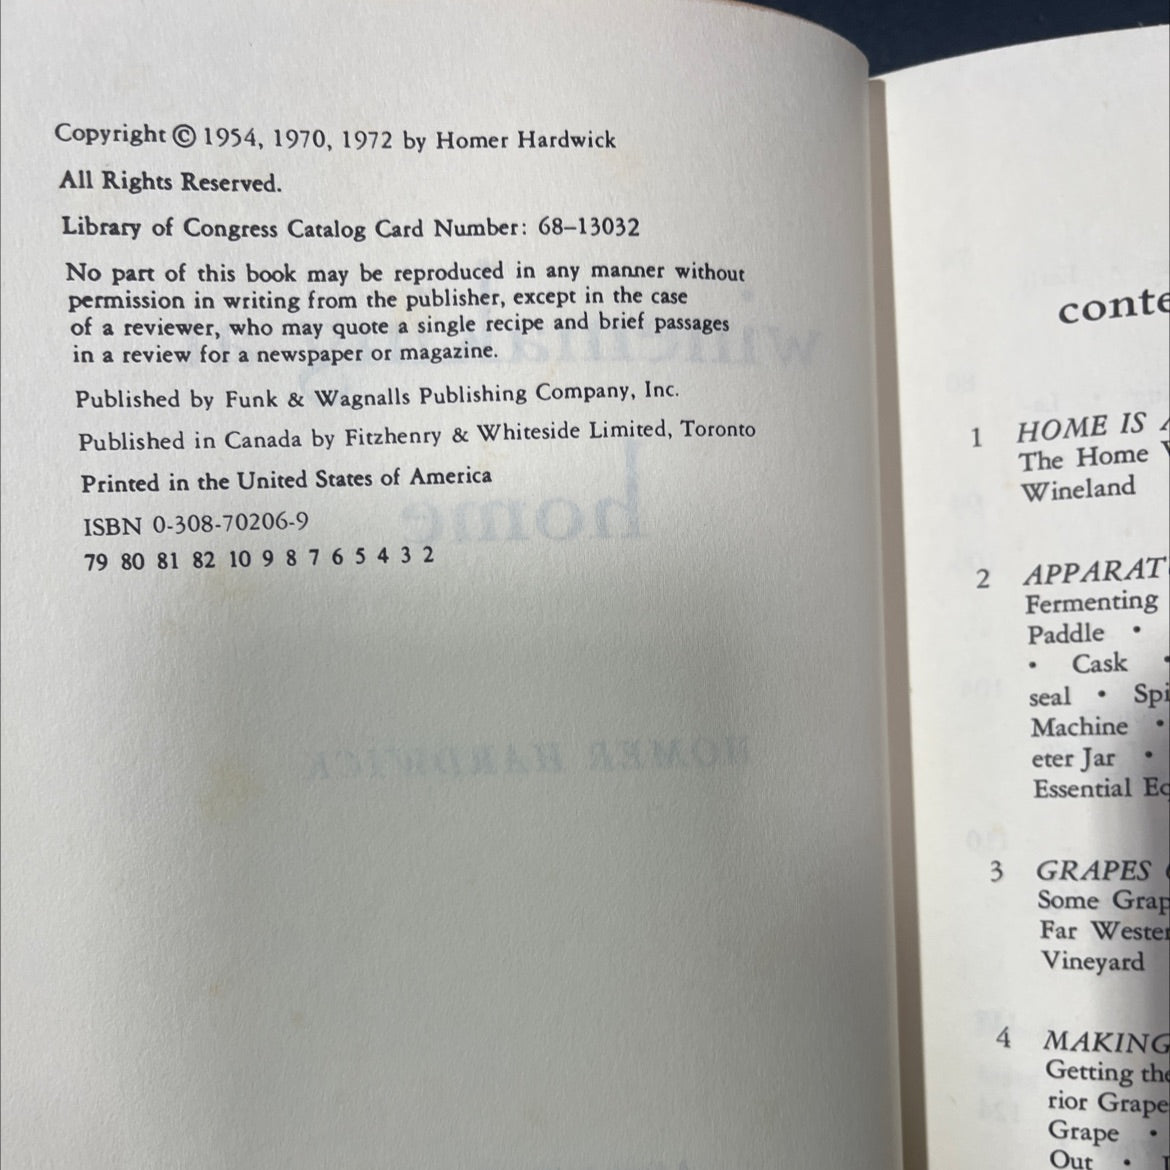 Copyright © 1954, 1970, 1972 by Homer Hardwick
All Rights Reserved.
Library of Congress Catalog Card Number: 68–13032
No part of this book may be reproduced in any manner without
permission in writing from the publisher, except in the case
of a reviewer, who may quote a single recipe and brief passages
in a review for a newspaper or magazine.
Published by Funk & Wagnalls Publishing Company, Inc.
Published in Canada by Fitzhenry & Whiteside Limited, Toronto
Printed in the United States of America
ISBN 0-308-70206-9
79 80 81 82 10 9 8 7 6 5 4 3 2
conte
1 HOME IS
The Home
Wineland
2 APPARAT
Fermenting
Paddle •
• Cask •
seal • Spi
Machine •
eter Jar •
Essential Eq
3 GRAPES
Some Grap
Far Wester
Vineyard
4 MAKING
Getting the
rior Grape
Grape •
Out •